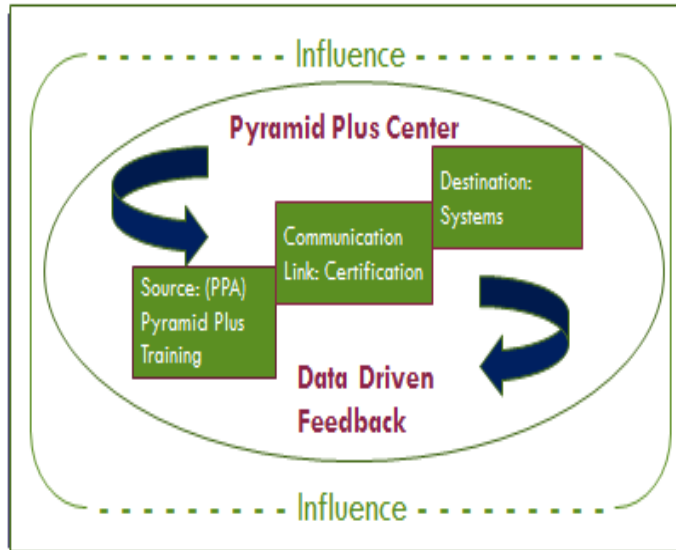 Influence
Pyramid Plus Center
Destination:
Systems
Communication
Link: Certification
Source: (PPA)
Pyramid Plus
Training
Data Driven
Feedback
Influence